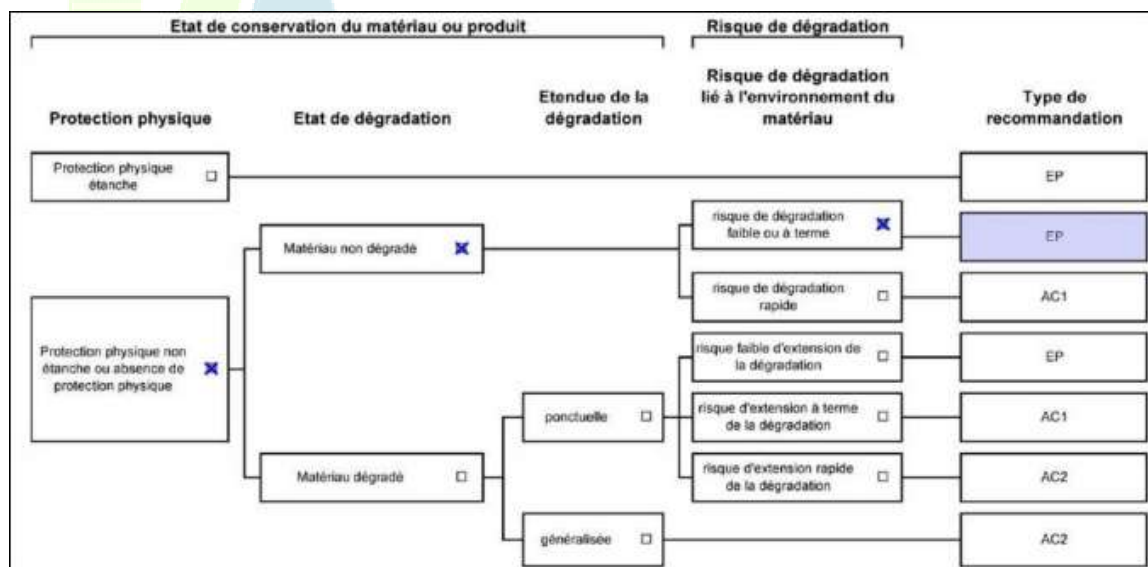 Etat de conservation du matériau ou produit
Risque de dégradation
Protection physique
Etat de dégradation
Etendue de la
dégradation
Risque de dégradation
lié à l'environnement du
matériau
Type de
recommandation
Protection physique
étanche
EP
Matériau non dégradé
risque de dégradation
faible ou à terme
EP
risque de dégradation
rapide
AC1
Protection physique non
étanche ou absence de
protection physique
risque faible d'extension de
la dégradation
EP
ponctuelle
risque d'extension à terme
de la dégradation
AC1
Matériau dégradé
risque d'extension rapide
de la dégradation
AC2
généralisée
AC2